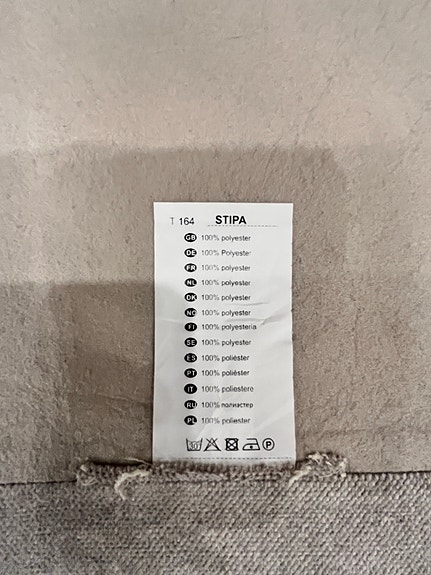 T 164 STIPA
GB 100% polyester
DE 100% Polyester
FR 100% polyester
NL 100% polyester
DK 100% polyester
NO 100% polyester
FI 100% polyesteria
SE 100% polyester
ES 100% poliéster
PT 100% poliéster
IT 100% poliestere
RU 100% полиэстер
PL 100% poliester
30 P